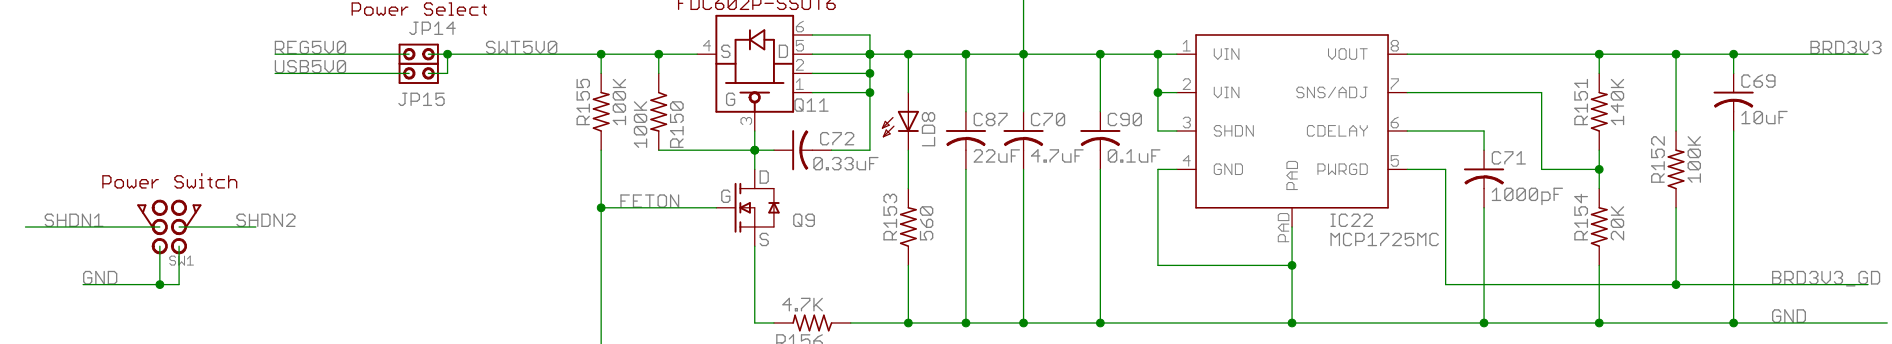 Power Select
JP14
REG5V0
USB5V0
JP15
SWT5V0
R155
100K
100K
R150
FDC602P-SSOT6
4
S
D
6
5
2
1
G
3
Q11
C72
0.33uF
FETON
D
G
S
Q9
4.7K
R156
LD8
R153
560
C87
22uF
C70
4.7uF
C90
0.1uF
1
VIN
2
VIN
3
SHDN
4
GND
VOUT
8
SNS/ADJ
7
CDELAY
6
PWRGD
5
PAD
PAD
IC22
MCP1725MC
C71
1000pF
R151
140K
R154
20K
R152
100K
C69
10uF
BRD3V3
BRD3V3_GD
GND
Power Switch
SHDN1
SHDN2
SW1
GND